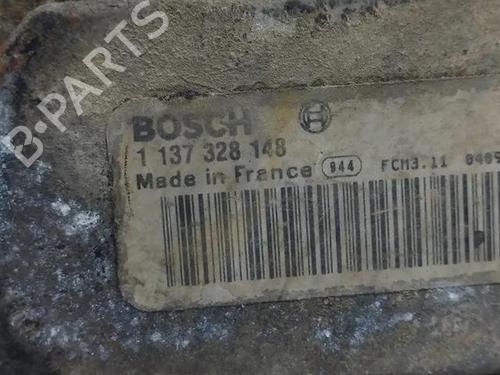 B-PARTS
BOSCH
1 137 328 148
Made in France 944 FCM3.11